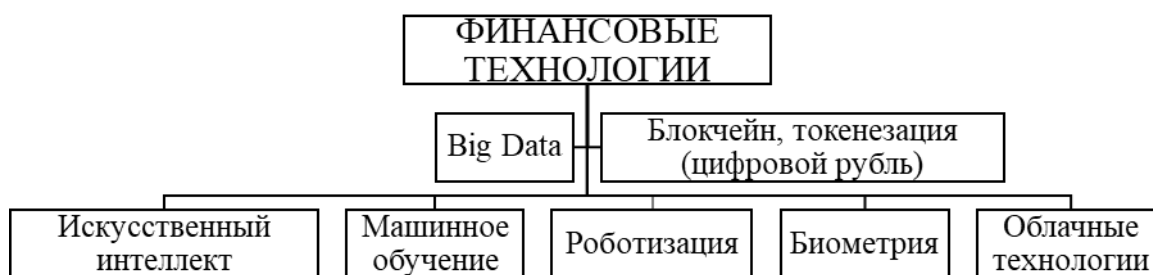 ФИНАНСОВЫЕ
ТЕХНОЛОГИИ
Big Data
Блокчейн, токенезация
(цифровой рубль)
Искусственный
интеллект
Машинное
обучение
Роботизация
Биометрия
Облачные
технологии